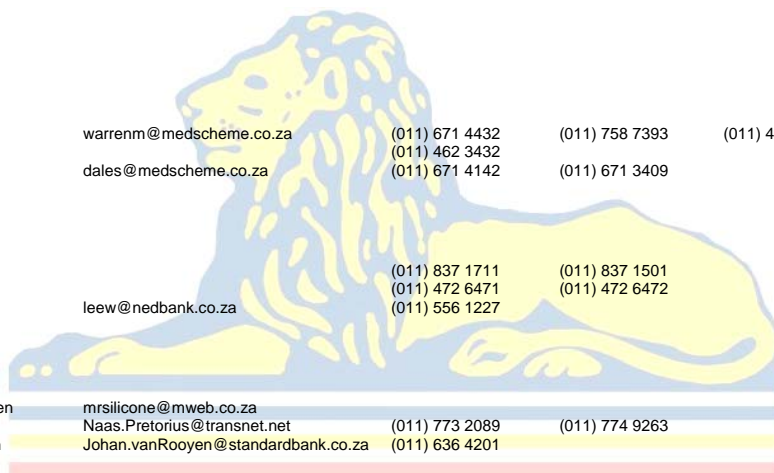 warrenm@medscheme.co.za (011) 671 4432 (011) 758 7393 (011) 4
(011) 462 3432
dales@medscheme.co.za (011) 671 4142 (011) 671 3409
(011) 837 1711 (011) 837 1501
(011) 472 6471 (011) 472 6472
leew@nedbank.co.za (011) 556 1227
en mrsilicone@mweb.co.za
Naas.Pretorius@transnet.net (011) 773 2089 (011) 774 9263
Johan.vanRooyen@standardbank.co.za (011) 636 4201